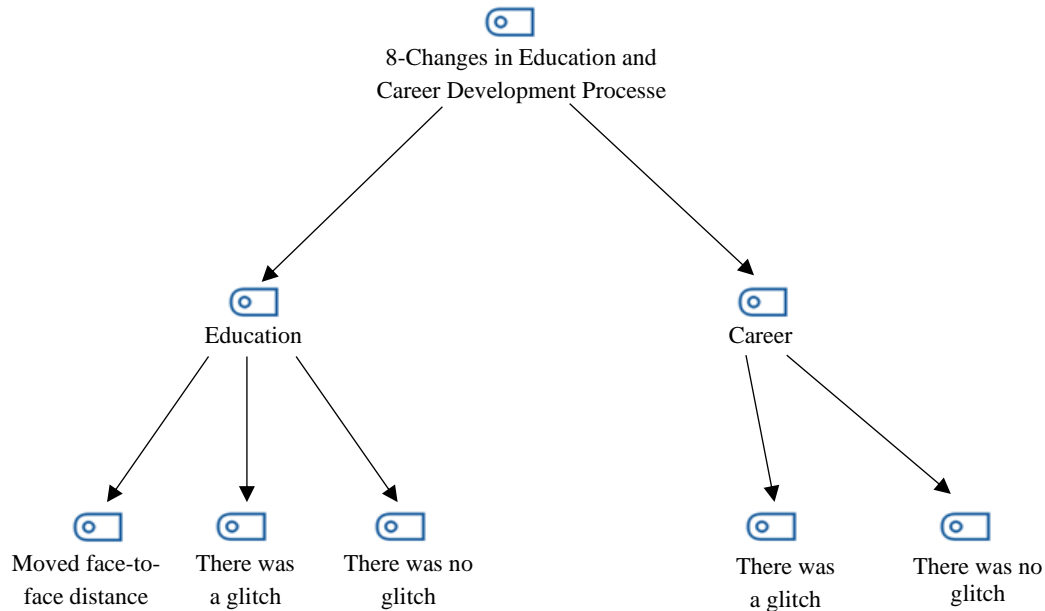 8-Changes in Education and
Career Development Processe
Education
Career
Moved face-to-
face distance
There was
a glitch
There was no
glitch
There was
a glitch
There was no
glitch